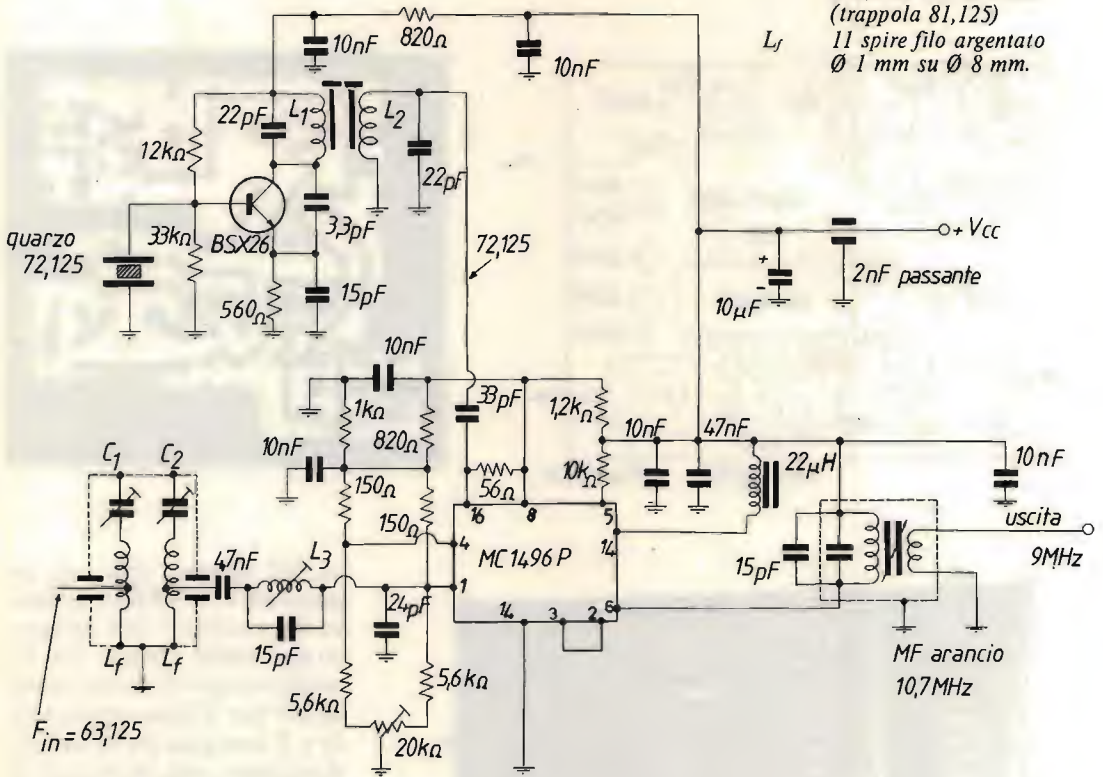 (trappola 81,125)
Lf 11 spire filo argentato
Ø 1 mm su Ø 8 mm.
10nF
820Ω
10nF
22pF
L1
L2
12kΩ
22pF
3,3pF
BSX26
quarzo
72,125
33kΩ
560Ω
15pF
72,125
+ Vcc
+
-
10µF
2nF passante
10nF
1kΩ
820Ω
33pF
1,2kΩ
10nF
47nF
10nF
150Ω
150Ω
56Ω
10kΩ
22µH
10nF
C1
C2
16
8
5
4
14
MC1496P
1
6
14
3
2
47nF
L3
24pF
15pF
15pF
uscita
9MHz
MF arancio
10,7MHz
Lf
Lf
5,6kΩ
5,6kΩ
20kΩ
Fin = 63,125